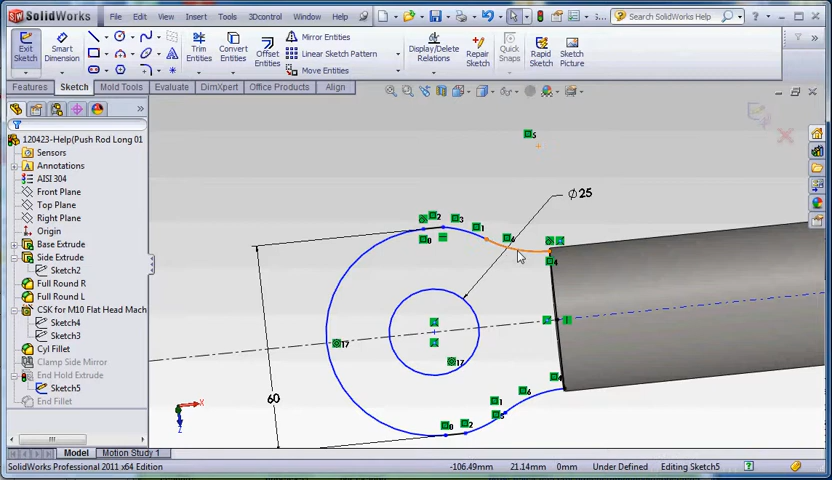 SolidWorks File Edit View Insert Tools 3Dcontrol Window Help Search SolidWorks Help
Exit Sketch Smart Dimension Trim Entities Convert Entities Offset Entities Mirror Entities Linear Sketch Pattern Move Entities Display/Delete Relations Repair Sketch Quick Snaps Rapid Sketch Sketch Picture
Features Sketch Evaluate Mold Tools DimXpert Office Products Align
120423-Help(Push Rod Long 01
Sensors
Annotations
AISI 304
Front Plane
Top Plane
Right Plane
Origin
Base Extrude
Side Extrude
Sketch2
Full Round L
Full Round R
CSK for M10 Flat Head Mach
Sketch4
Sketch3
Cyl Fillet
Clamp Side Mirror
End Hold Extrude
Sketch5
End Fillet
Ø25
60
X
Z
Model Motion Study 1
SolidWorks Professional 2011 x64 Edition -106.49mm 21.14mm 0mm Under Defined Editing Sketch5